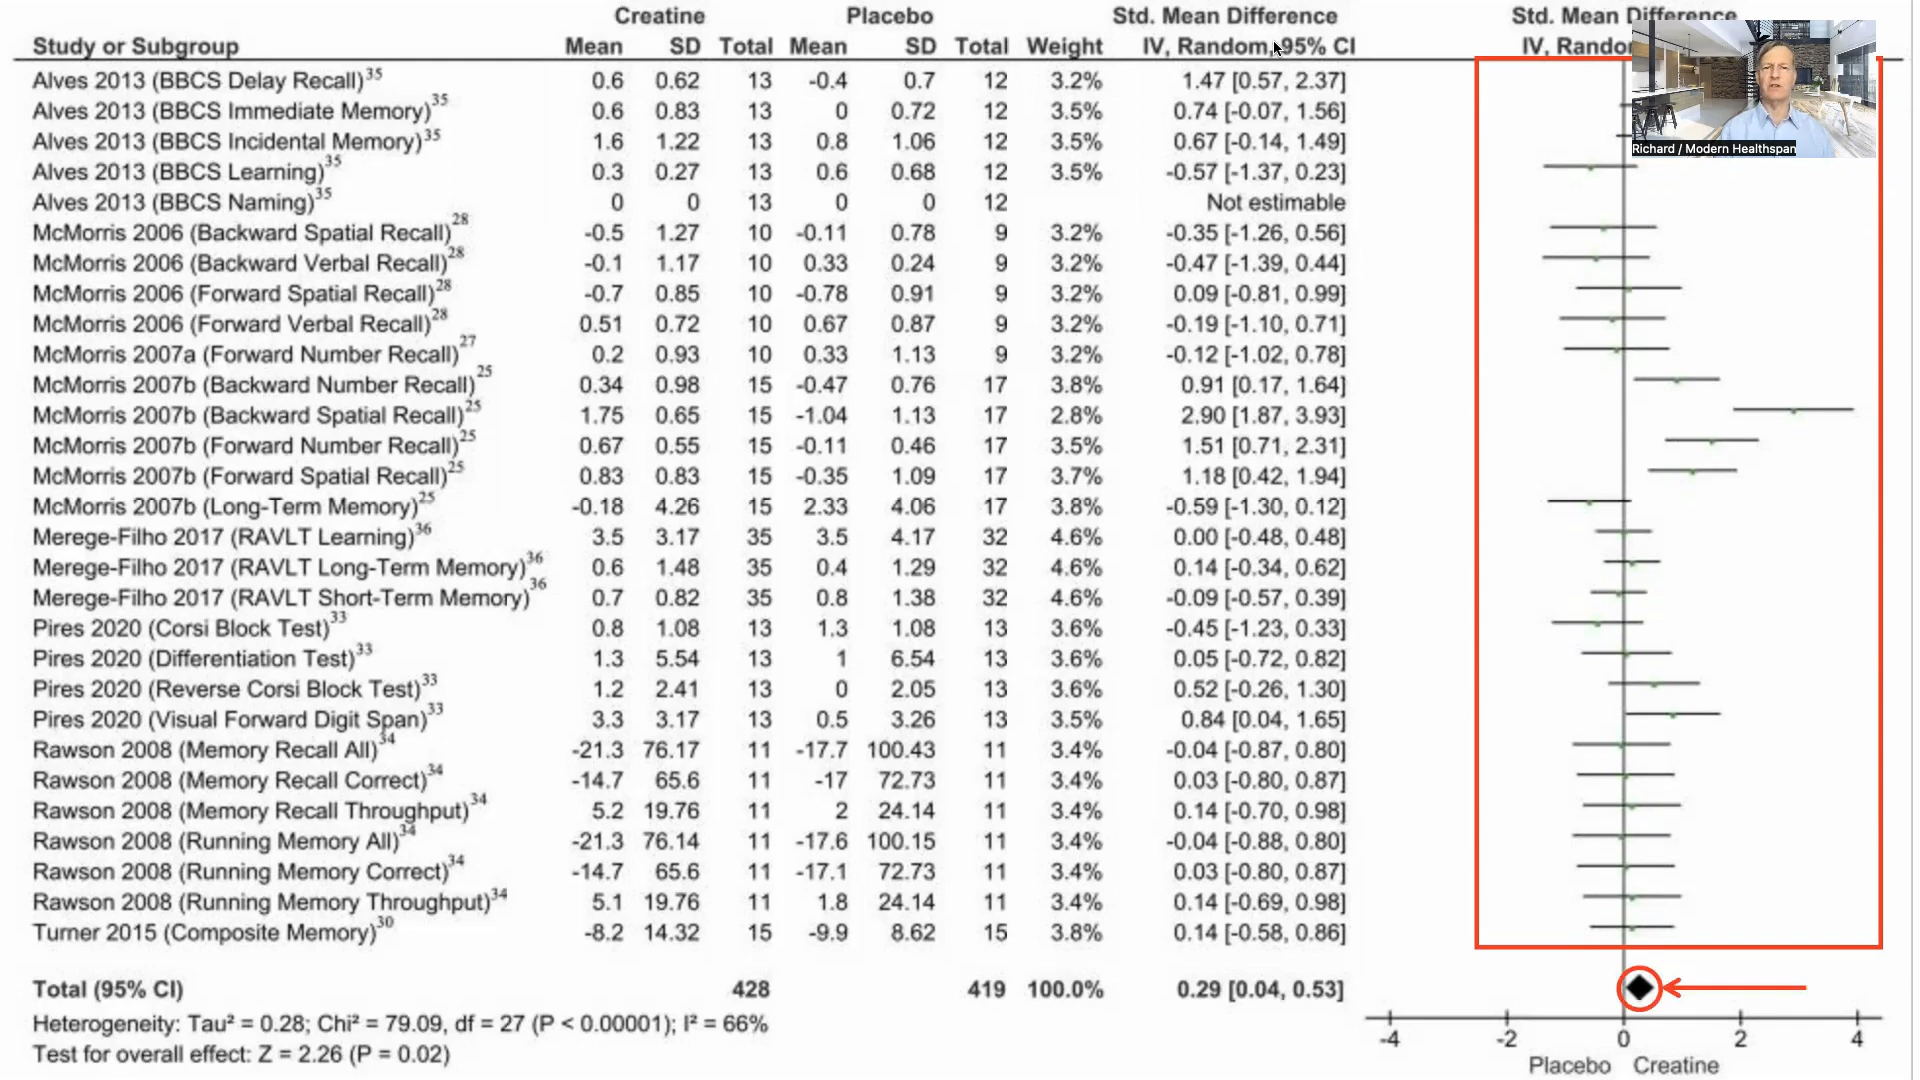 Creatine Placebo Std. Mean Difference Std. Mean Difference
Study or Subgroup Mean SD Total Mean SD Total Weight IV, Random, 95% CI IV, Rando
Alves 2013 (BBCS Delay Recall)35 0.6 0.62 13 -0.4 0.7 12 3.2% 1.47 [0.57, 2.37]
Alves 2013 (BBCS Immediate Memory)35 0.6 0.83 13 0 0.72 12 3.5% 0.74 [-0.07, 1.56]
Alves 2013 (BBCS Incidental Memory)35 1.6 1.22 13 0.8 1.06 12 3.5% 0.67 [-0.14, 1.49]
Richard / Modern Healthspan
Alves 2013 (BBCS Learning)35 0.3 0.27 13 0.6 0.68 12 3.5% -0.57 [-1.37, 0.23]
Alves 2013 (BBCS Naming)35 0 0 13 0 0 12 Not estimable
McMorris 2006 (Backward Spatial Recall)28 -0.5 1.27 10 -0.11 0.78 9 3.2% -0.35 [-1.26, 0.56]
McMorris 2006 (Backward Verbal Recall)28 -0.1 1.17 10 0.33 0.24 9 3.2% -0.47 [-1.39, 0.44]
McMorris 2006 (Forward Spatial Recall)28 -0.7 0.85 10 -0.78 0.91 9 3.2% 0.09 [-0.81, 0.99]
McMorris 2006 (Forward Verbal Recall)28 0.51 0.72 10 0.67 0.87 9 3.2% -0.19 [-1.10, 0.71]
McMorris 2007a (Forward Number Recall)27 0.2 0.93 10 0.33 1.13 9 3.2% -0.12 [-1.02, 0.78]
McMorris 2007b (Backward Number Recall)25 0.34 0.98 15 -0.47 0.76 17 3.8% 0.91 [0.17, 1.64]
McMorris 2007b (Backward Spatial Recall)25 1.75 0.65 15 -1.04 1.13 17 2.8% 2.90 [1.87, 3.93]
McMorris 2007b (Forward Number Recall)25 0.67 0.55 15 -0.11 0.46 17 3.5% 1.51 [0.71, 2.31]
McMorris 2007b (Forward Spatial Recall)25 0.83 0.83 15 -0.35 1.09 17 3.7% 1.18 [0.42, 1.94]
McMorris 2007b (Long-Term Memory)25 -0.18 4.26 15 2.33 4.06 17 3.8% -0.59 [-1.30, 0.12]
Merege-Filho 2017 (RAVLT Learning)36 3.5 3.17 35 3.5 4.17 32 4.6% 0.00 [-0.48, 0.48]
Merege-Filho 2017 (RAVLT Long-Term Memory)36 0.6 1.48 35 0.4 1.29 32 4.6% 0.14 [-0.34, 0.62]
Merege-Filho 2017 (RAVLT Short-Term Memory)36 0.7 0.82 35 0.8 1.38 32 4.6% -0.09 [-0.57, 0.39]
Pires 2020 (Corsi Block Test)33 0.8 1.08 13 1.3 1.08 13 3.6% -0.45 [-1.23, 0.33]
Pires 2020 (Differentiation Test)33 1.3 5.54 13 1 6.54 13 3.6% 0.05 [-0.72, 0.82]
Pires 2020 (Reverse Corsi Block Test)33 1.2 2.41 13 0 2.05 13 3.6% 0.52 [-0.26, 1.30]
Pires 2020 (Visual Forward Digit Span)33 3.3 3.17 13 0.5 3.26 13 3.5% 0.84 [0.04, 1.65]
Rawson 2008 (Memory Recall All)34 -21.3 76.17 11 -17.7 100.43 11 3.4% -0.04 [-0.87, 0.80]
Rawson 2008 (Memory Recall Correct)34 -14.7 65.6 11 -17 72.73 11 3.4% 0.03 [-0.80, 0.87]
Rawson 2008 (Memory Recall Throughput)34 5.2 19.76 11 2 24.14 11 3.4% 0.14 [-0.70, 0.98]
Rawson 2008 (Running Memory All)34 -21.3 76.14 11 -17.6 100.15 11 3.4% -0.04 [-0.88, 0.80]
Rawson 2008 (Running Memory Correct)34 -14.7 65.6 11 -17.1 72.73 11 3.4% 0.03 [-0.80, 0.87]
Rawson 2008 (Running Memory Throughput)34 5.1 19.76 11 1.8 24.14 11 3.4% 0.14 [-0.69, 0.98]
Turner 2015 (Composite Memory)30 -8.2 14.32 15 -9.9 8.62 15 3.8% 0.14 [-0.58, 0.86]
Total (95% CI) 428 419 100.0% 0.29 [0.04, 0.53]
Heterogeneity: Tau² = 0.28; Chi² = 79.09, df = 27 (P < 0.00001); I² = 66%
-4 -2 0 2 4
Test for overall effect: Z = 2.26 (P = 0.02)
Placebo Creatine